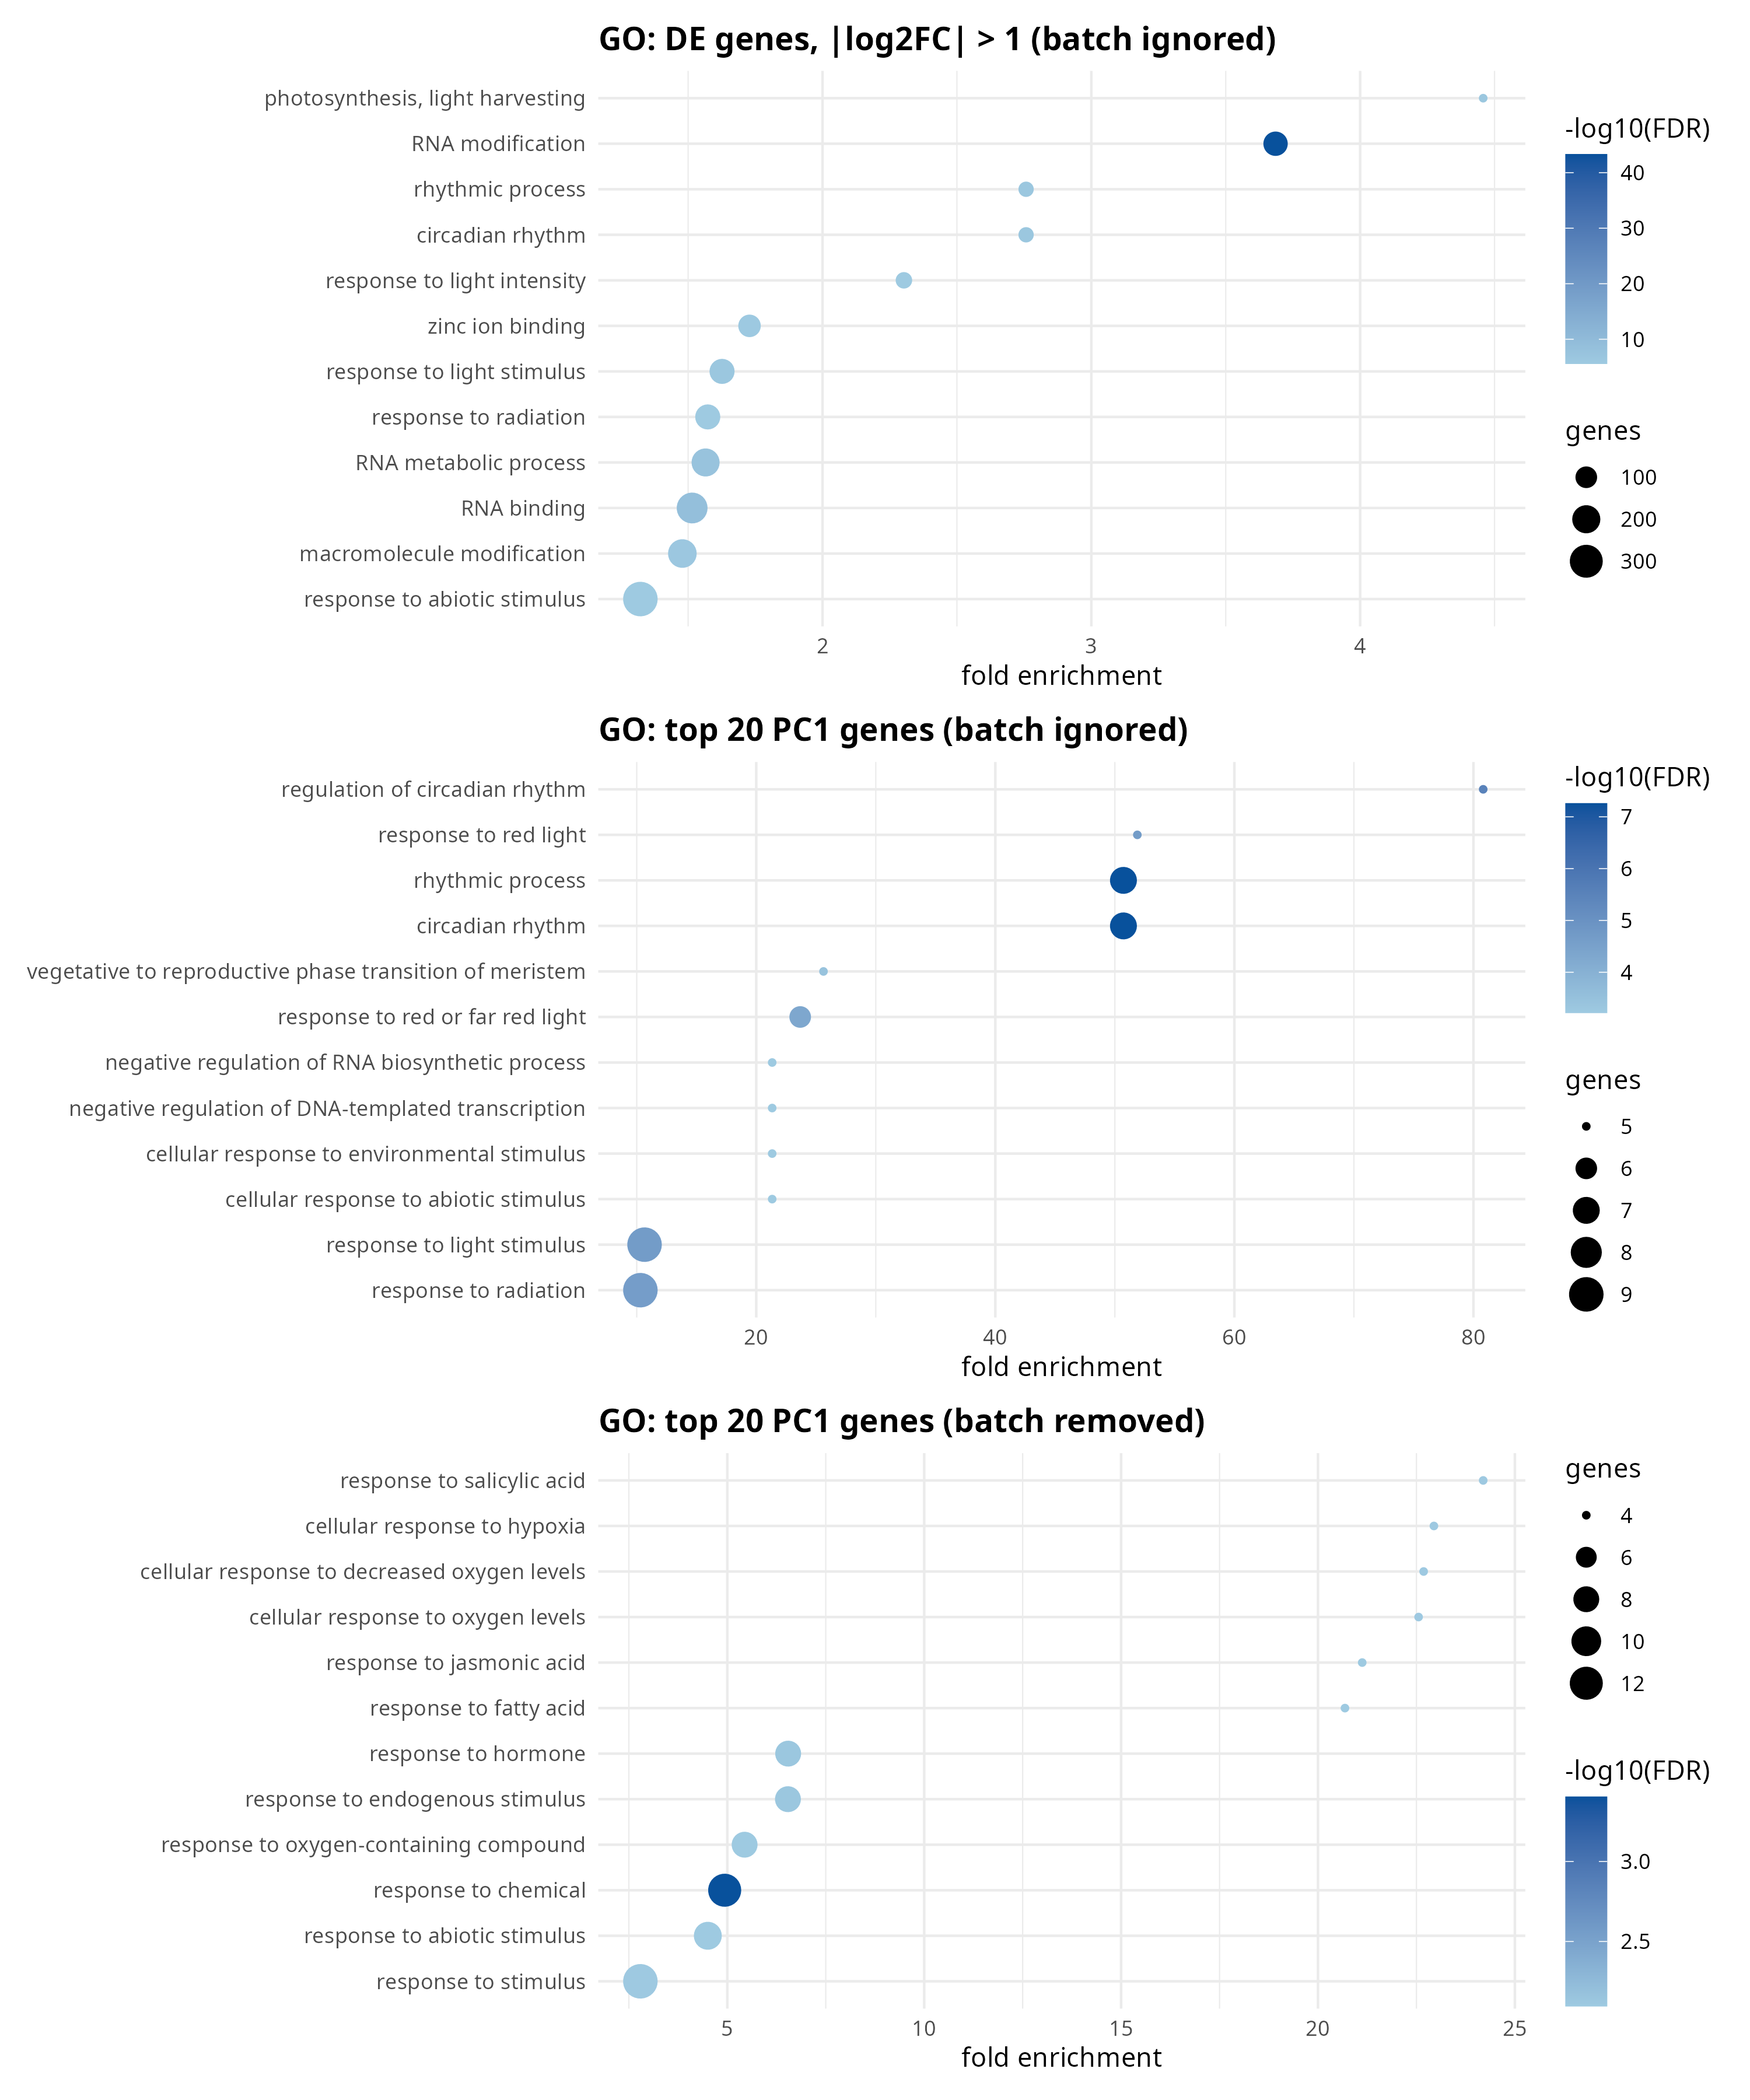 GO: DE genes, |log2FC| > 1 (batch ignored)
photosynthesis, light harvesting
RNA modification
rhythmic process
circadian rhythm
response to light intensity
zinc ion binding
response to light stimulus
response to radiation
RNA metabolic process
RNA binding
macromolecule modification
response to abiotic stimulus
2 3 4
fold enrichment
-log10(FDR)
40
30
20
10
genes
100
200
300
GO: top 20 PC1 genes (batch ignored)
regulation of circadian rhythm
response to red light
rhythmic process
circadian rhythm
vegetative to reproductive phase transition of meristem
response to red or far red light
negative regulation of RNA biosynthetic process
negative regulation of DNA-templated transcription
cellular response to environmental stimulus
cellular response to abiotic stimulus
response to light stimulus
response to radiation
20 40 60 80
fold enrichment
-log10(FDR)
7
6
5
4
genes
5
6
7
8
9
GO: top 20 PC1 genes (batch removed)
response to salicylic acid
cellular response to hypoxia
cellular response to decreased oxygen levels
cellular response to oxygen levels
response to jasmonic acid
response to fatty acid
response to hormone
response to endogenous stimulus
response to oxygen-containing compound
response to chemical
response to abiotic stimulus
response to stimulus
5 10 15 20 25
fold enrichment
genes
4
6
8
10
12
-log10(FDR)
3.0
2.5